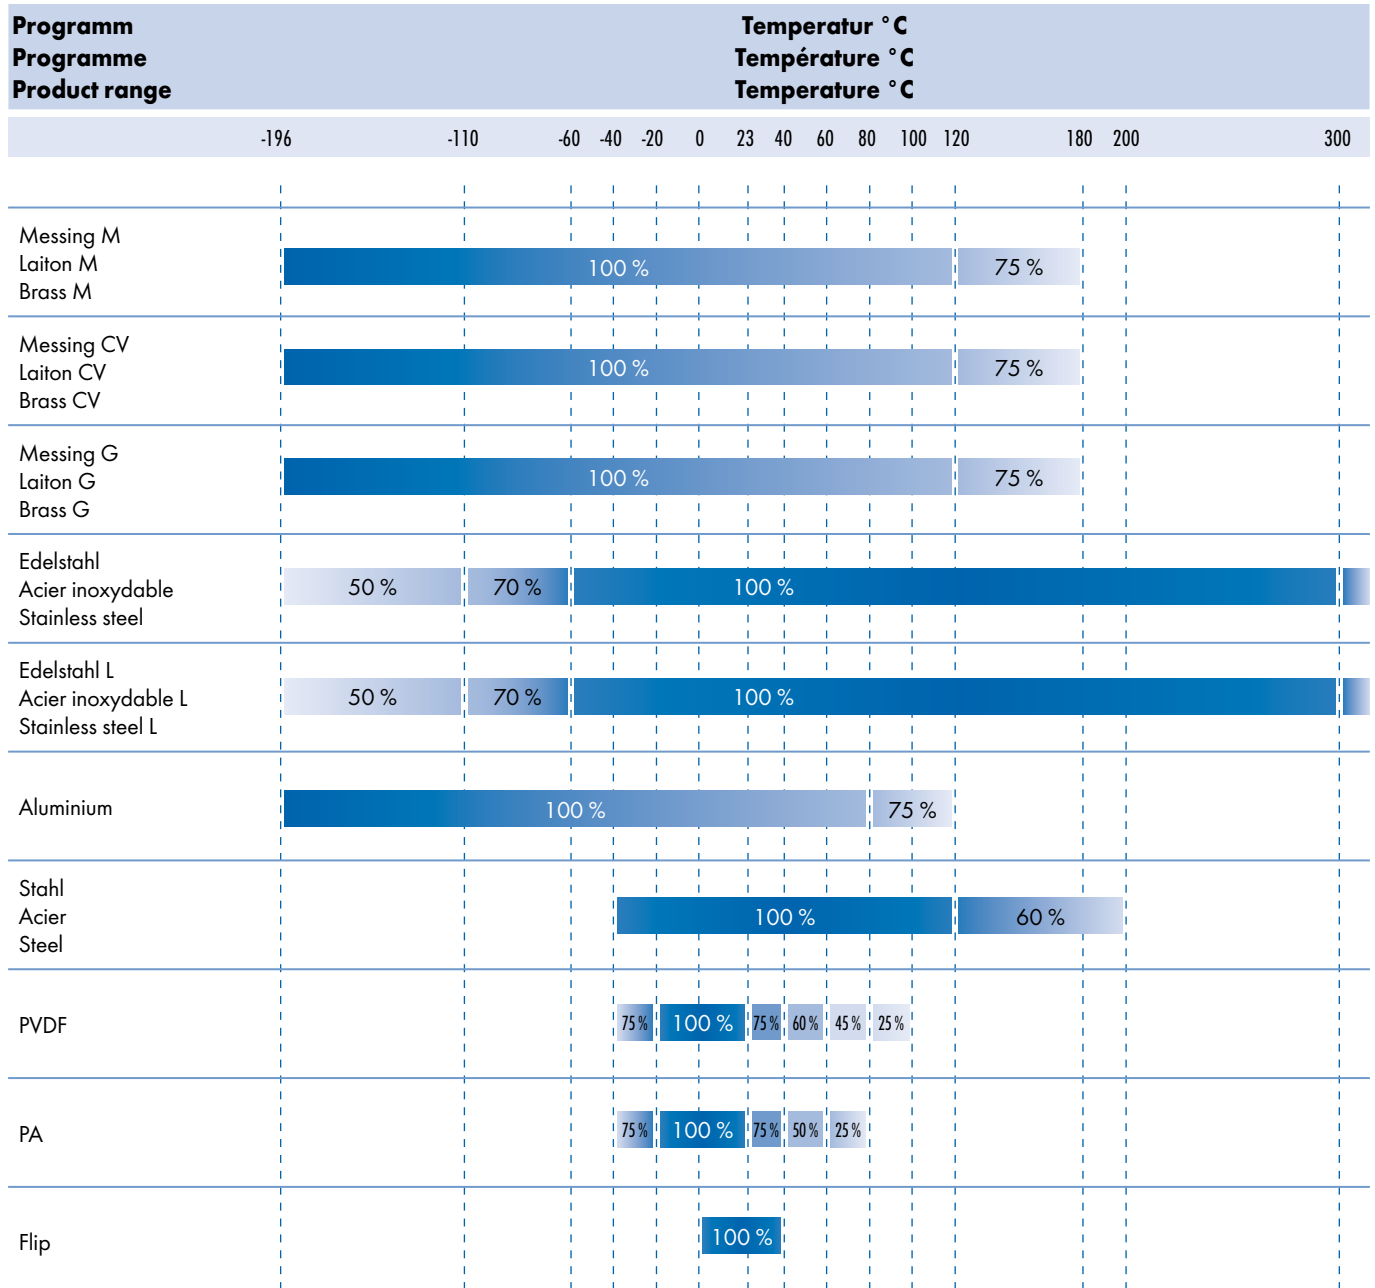 Programm
Programme
Product range
Temperatur °C
Température °C
Temperature °C
-196 -110 -60 -40 -20 0 23 40 60 80 100 120 180 200 300
Messing M
Laiton M
Brass M
100 % 75 %
Messing CV
Laiton CV
Brass CV
100 % 75 %
Messing G
Laiton G
Brass G
100 % 75 %
Edelstahl
Acier inoxydable
Stainless steel
50 % 70 % 100 %
Edelstahl L
Acier inoxydable L
Stainless steel L
50 % 70 % 100 %
Aluminium
100 % 75 %
Stahl
Acier
Steel
100 % 60 %
PVDF
75 % 100 % 75 % 60 % 45 % 25 %
PA
75 % 100 % 75 % 50 % 25 %
Flip
100 %